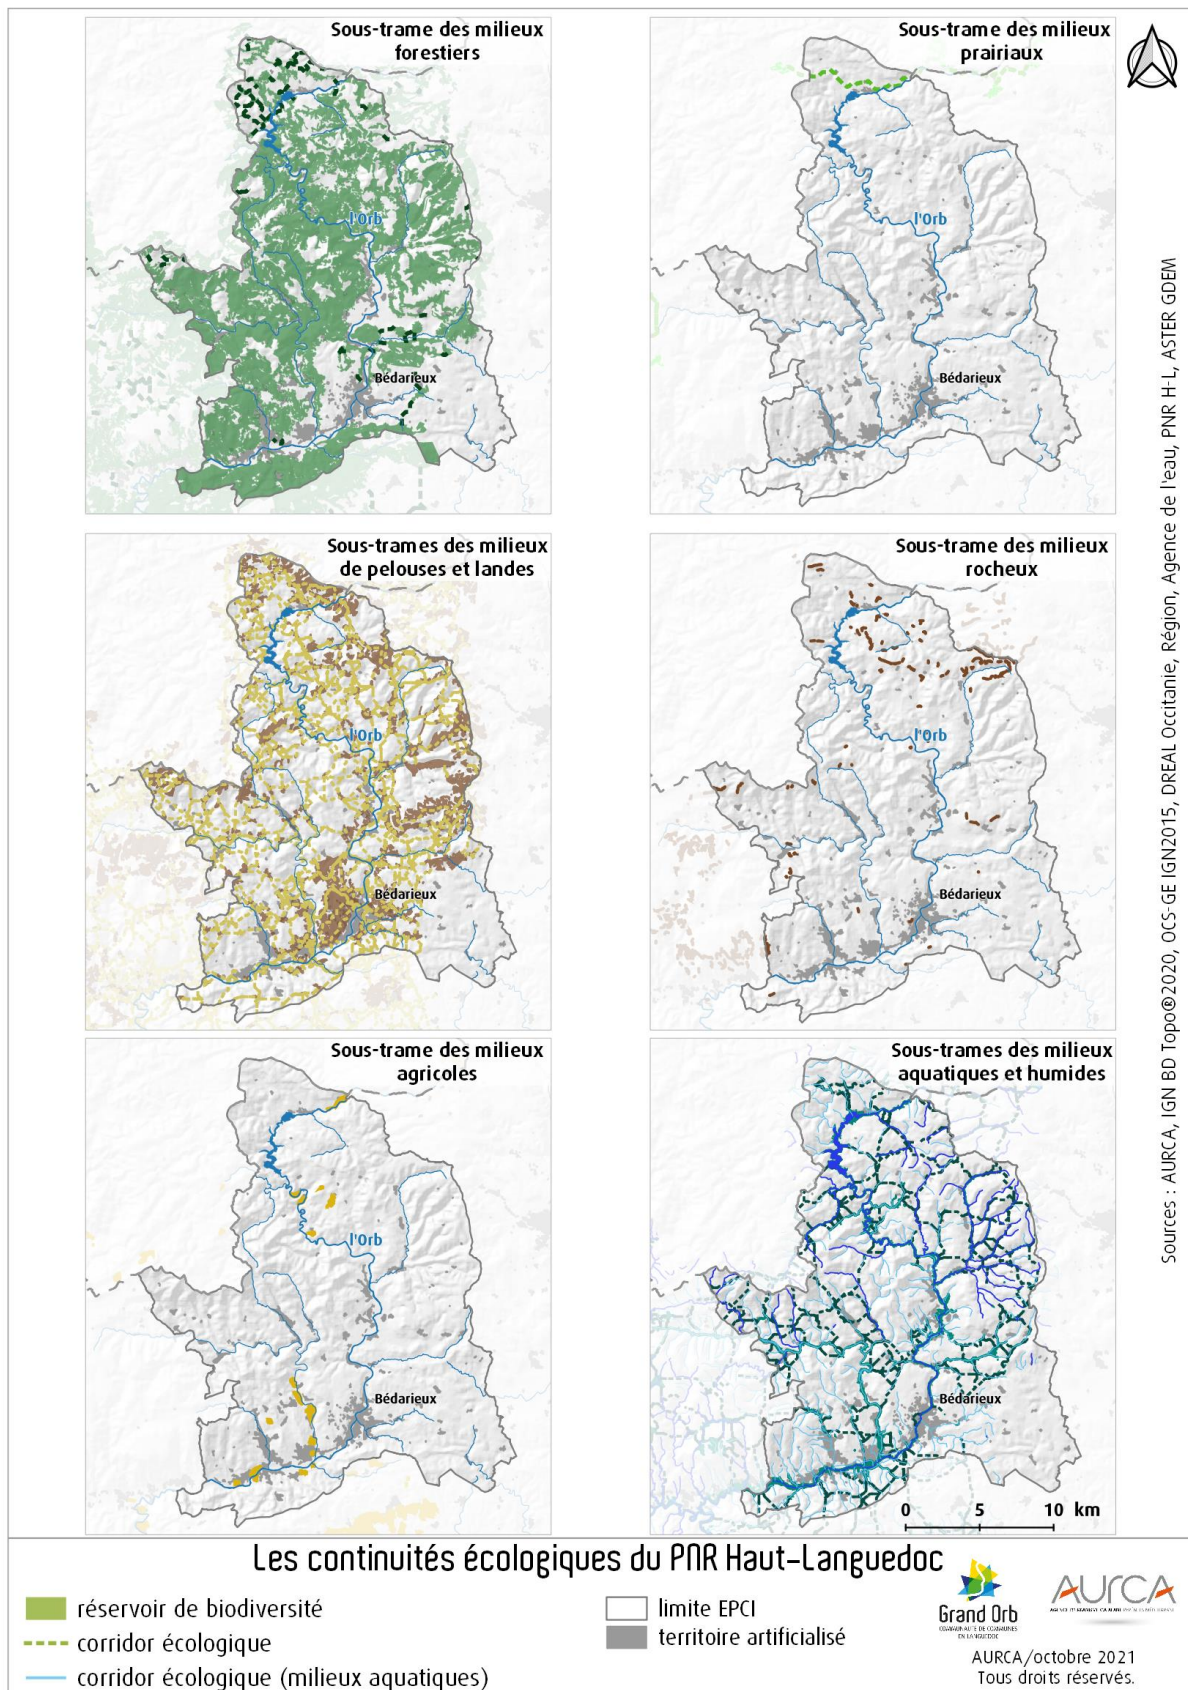 Sous-trame des milieux
forestiers
l'Orb
Bédarieux
Sous-trame des milieux
prairiaux
l'Orb
Bédarieux
Sous-trames des milieux
de pelouses et landes
l'Orb
Bédarieux
Sous-trame des milieux
rocheux
l'Orb
Bédarieux
Sous-trame des milieux
agricoles
l'Orb
Bédarieux
Sous-trames des milieux
aquatiques et humides
Bédarieux
0 5 10 km
Sources : AURCA, IGN BD Topo®2020, OCS-GE IGN2015, DREAL Occitanie, Région, Agence de l'eau, PNR H-L, ASTER GDEM
Les continuités écologiques du PNR Haut-Languedoc
réservoir de biodiversité
corridor écologique
corridor écologique (milieux aquatiques)
limite EPCI
territoire artificialisé
Grand Orb
COMMUNAUTÉ DE COMMUNES
EN LANGUEDOC
AURCA
AURCA/octobre 2021
Tous droits réservés.